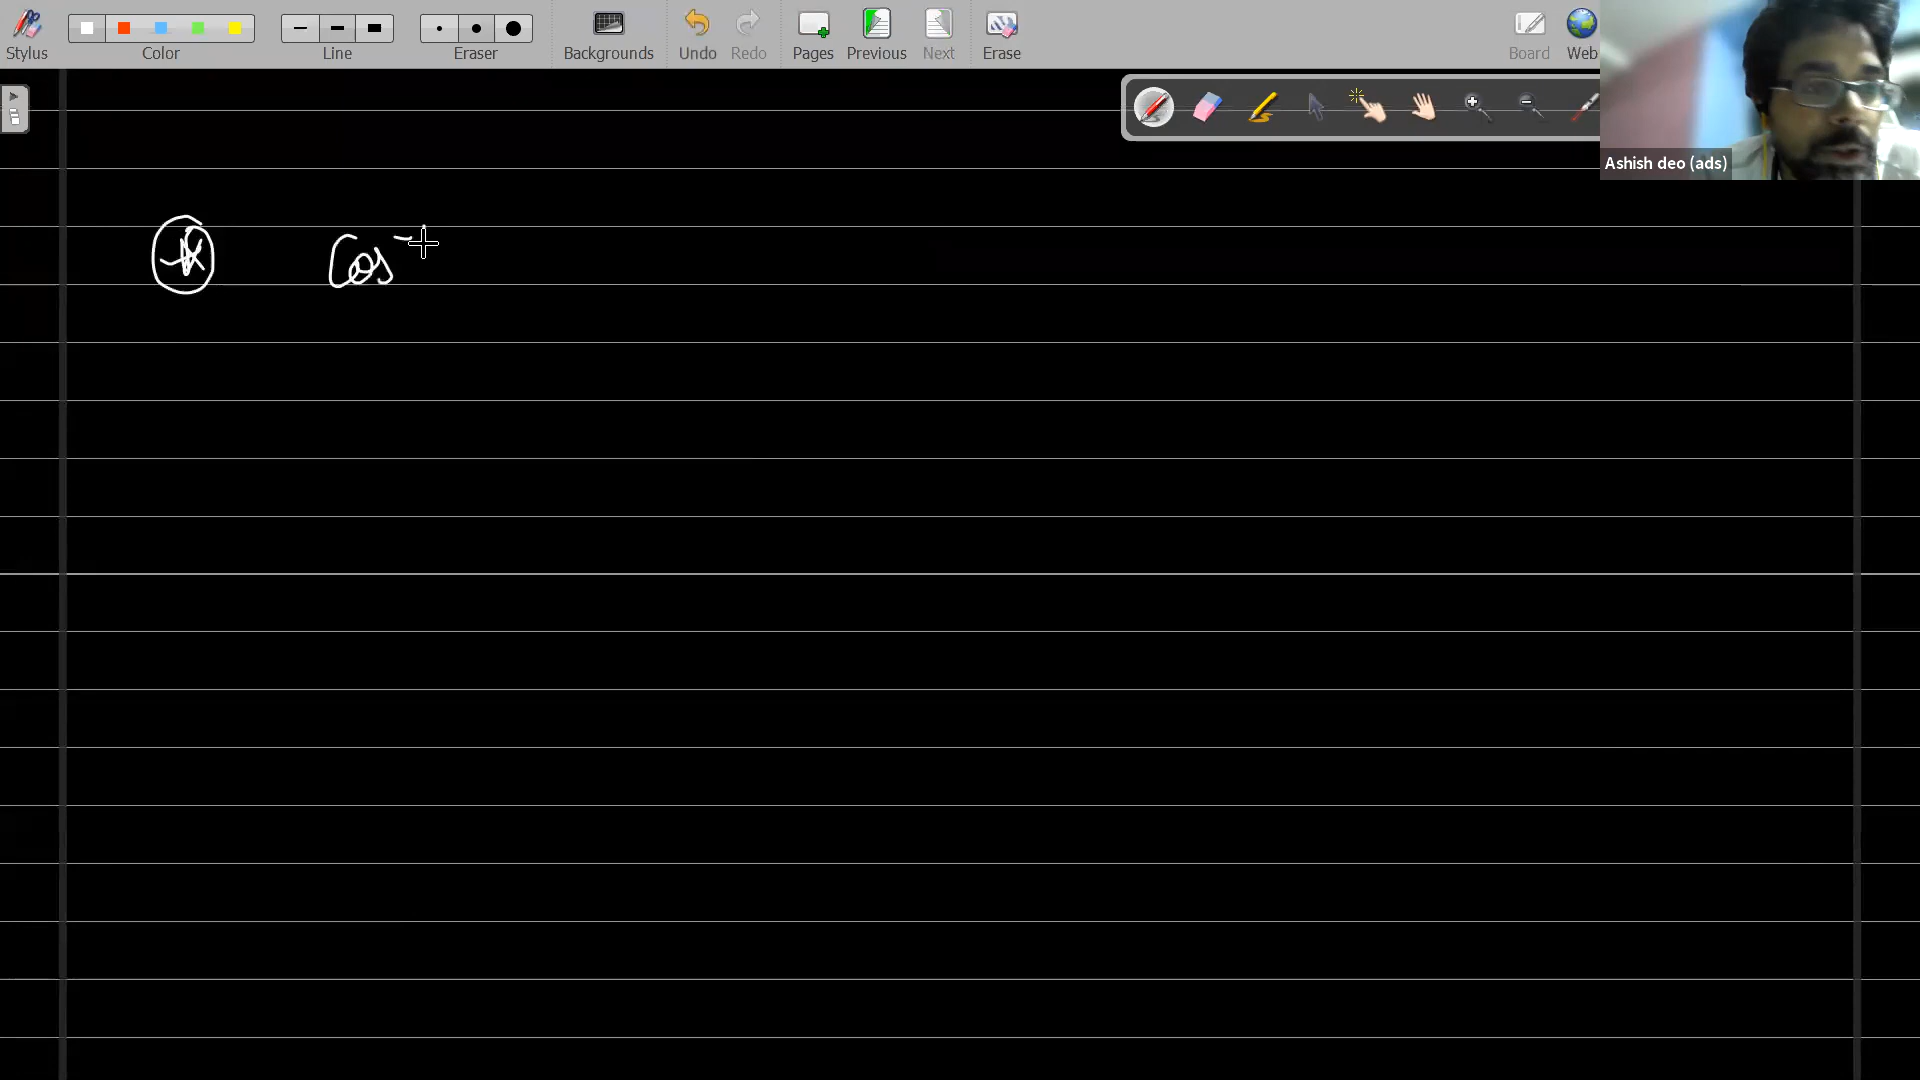 Stylus Color Line Eraser Backgrounds Undo Redo Pages Previous Next Erase Board Web
Ashish deo (ads)
* Cos⁻